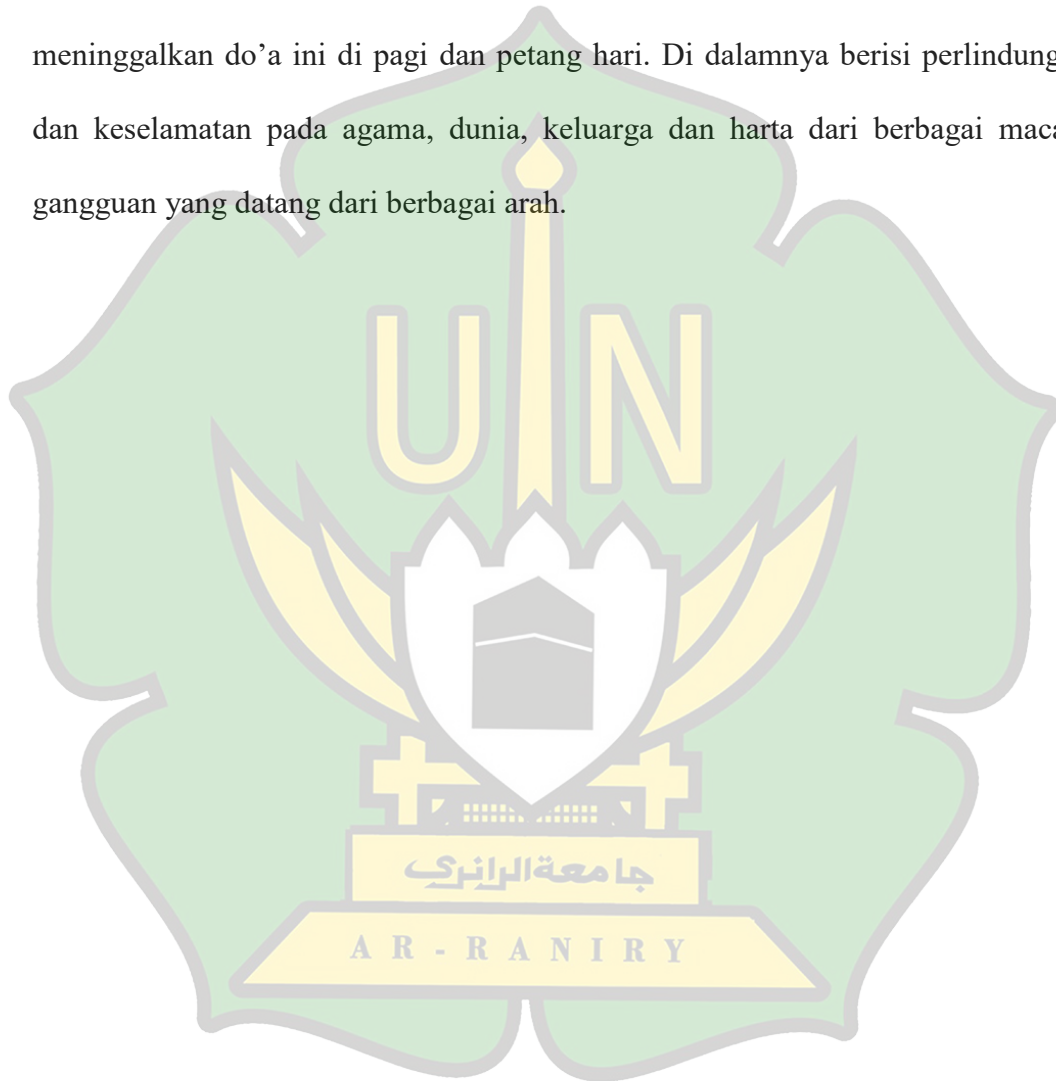 meninggalkan do’a ini di pagi dan petang hari. Di dalamnya berisi perlindung
dan keselamatan pada agama, dunia, keluarga dan harta dari berbagai maca
gangguan yang datang dari berbagai arah.
UIN
جامعةالرانري
AR-RANIRY